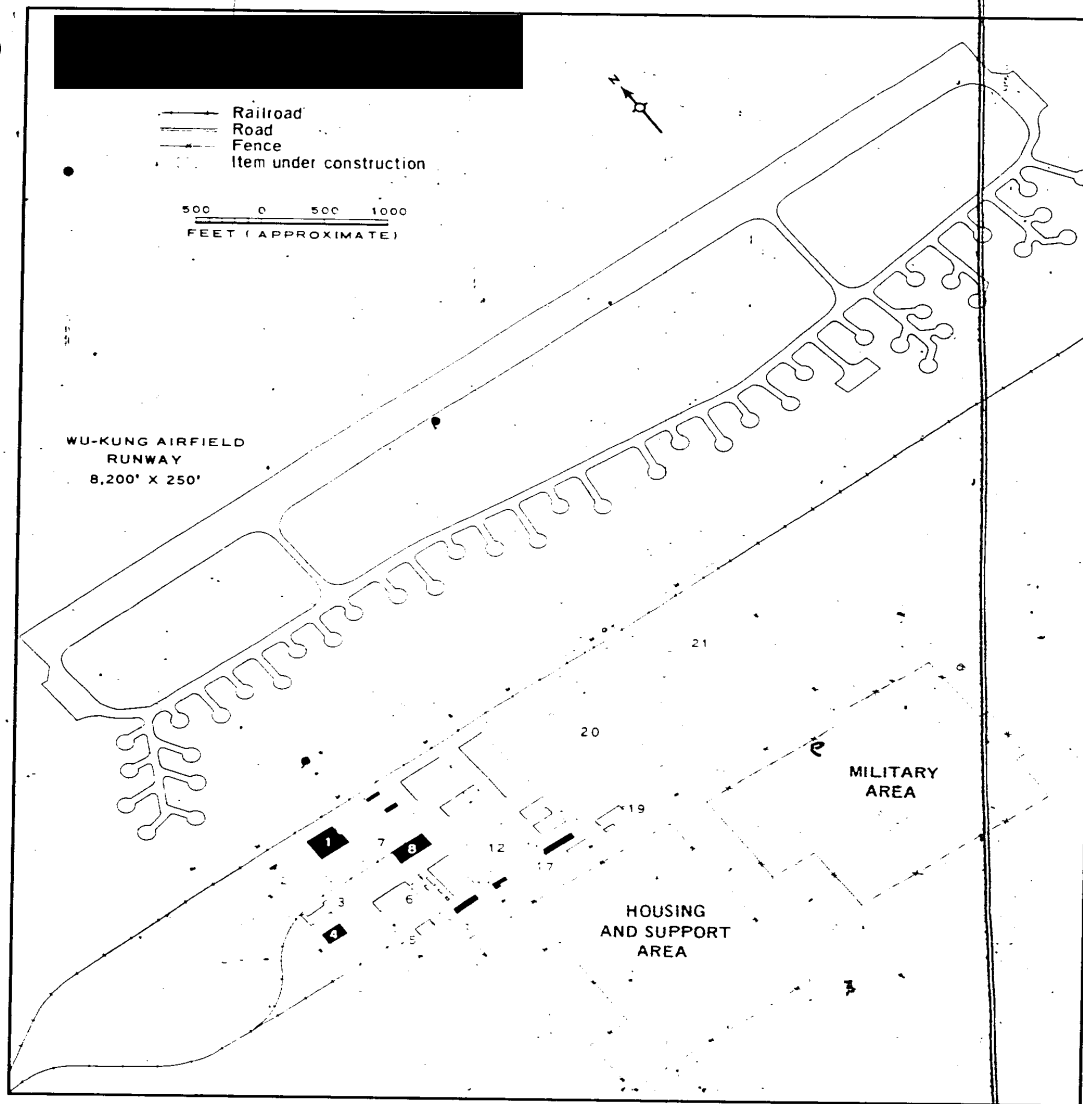 Railroad
Road
Fence
Item under construction
500 0 500 1000
FEET (APPROXIMATE)
N
WU-KUNG AIRFIELD
RUNWAY
8,200' X 250'
21
20
MILITARY
AREA
19
1
7
8
12
17
3
6
4
5
HOUSING
AND SUPPORT
AREA